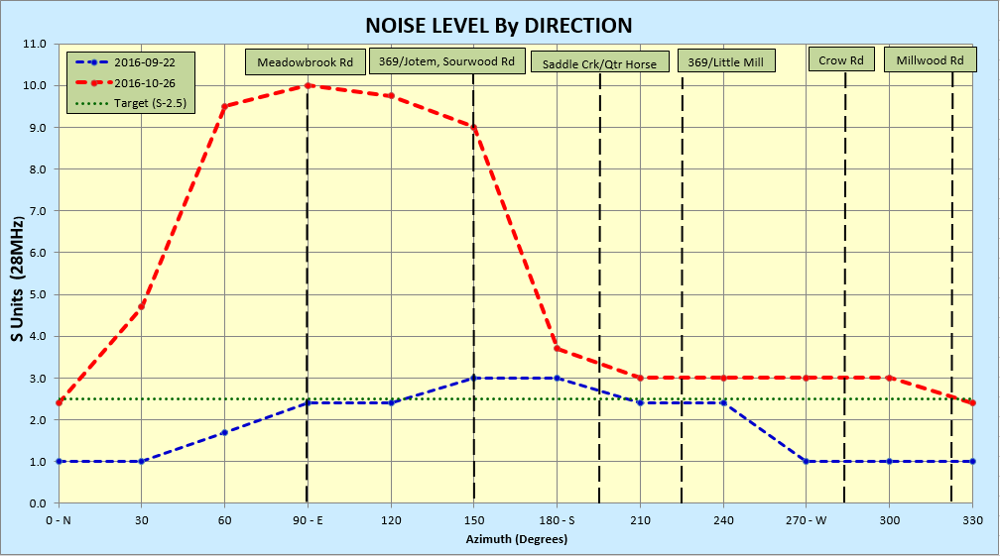 NOISE LEVEL By DIRECTION
2016-09-22
2016-10-26
Target (S-2.5)
Meadowbrook Rd
369/Jotem, Sourwood Rd
Saddle Crk/Qtr Horse
369/Little Mill
Crow Rd
Millwood Rd
S Units (28MHz)
11.0
10.0
9.0
8.0
7.0
6.0
5.0
4.0
3.0
2.0
1.0
0.0
0 - N
30
60
90 - E
120
150
180 - S
210
240
270 - W
300
330
Azimuth (Degrees)